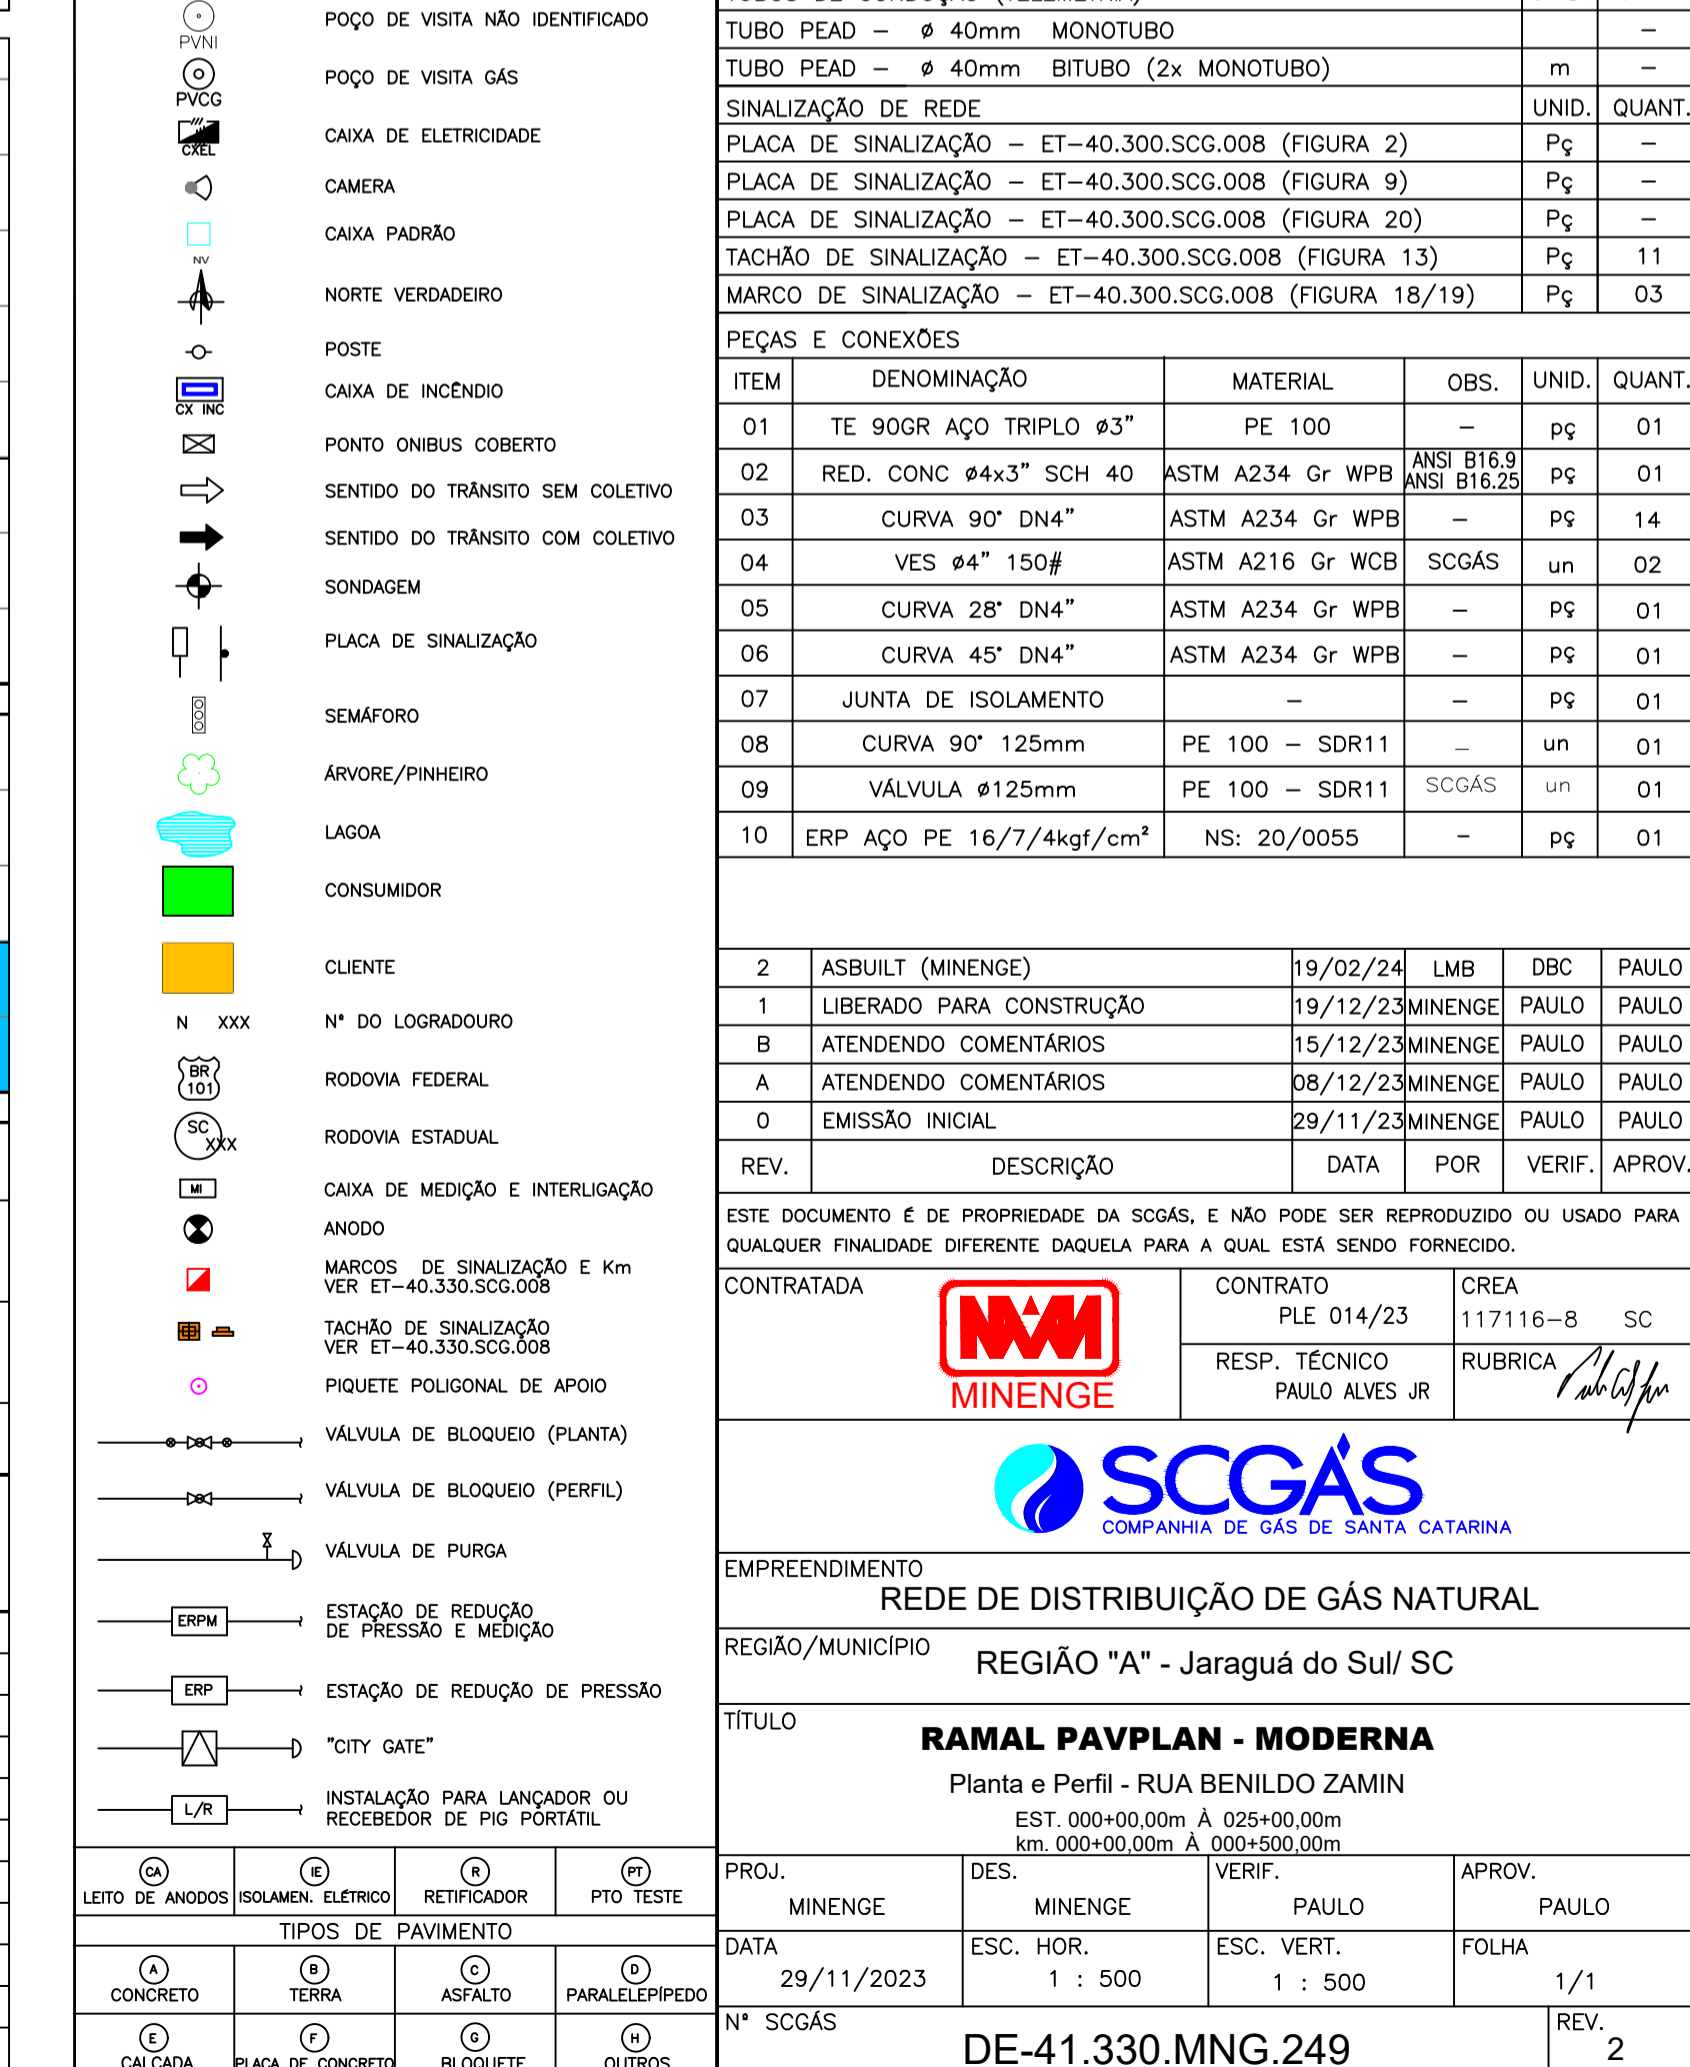 PVNI
POÇO DE VISITA NÃO IDENTIFICADO
PVCG
POÇO DE VISITA GÁS
CXEL
CAIXA DE ELETRICIDADE
CAMERA
CAIXA PADRÃO
NV
NORTE VERDADEIRO
POSTE
CX INC
CAIXA DE INCÊNDIO
PONTO ONIBUS COBERTO
SENTIDO DO TRÂNSITO SEM COLETIVO
SENTIDO DO TRÂNSITO COM COLETIVO
SONDAGEM
PLACA DE SINALIZAÇÃO
SEMÁFORO
ÁRVORE/PINHEIRO
LAGOA
CONSUMIDOR
CLIENTE
N XXX Nº DO LOGRADOURO
BR 101 RODOVIA FEDERAL
SC XXX RODOVIA ESTADUAL
MI CAIXA DE MEDIÇÃO E INTERLIGAÇÃO
ANODO
MARCOS DE SINALIZAÇÃO E Km
VER ET-40.330.SCG.008
TACHÃO DE SINALIZAÇÃO
VER ET-40.330.SCG.008
PIQUETE POLIGONAL DE APOIO
VÁLVULA DE BLOQUEIO (PLANTA)
VÁLVULA DE BLOQUEIO (PERFIL)
VÁLVULA DE PURGA
ERPM ESTAÇÃO DE REDUÇÃO
DE PRESSÃO E MEDIÇÃO
ERP ESTAÇÃO DE REDUÇÃO DE PRESSÃO
"CITY GATE"
L/R INSTALAÇÃO PARA LANÇADOR OU
RECEBEDOR DE PIG PORTÁTIL
CA IE R PT
LEITO DE ANODOS ISOLAMEN. ELÉTRICO RETIFICADOR PTO TESTE
TIPOS DE PAVIMENTO
A B C D
CONCRETO TERRA ASFALTO PARALELEPÍPEDO
E F G H
CALÇADA PLACA DE CONCRETO BLOQUETE OUTROS
TUBO PEAD - ø 40mm MONOTUBO -
TUBO PEAD - ø 40mm BITUBO (2x MONOTUBO) m -
SINALIZAÇÃO DE REDE UNID. QUANT.
PLACA DE SINALIZAÇÃO - ET-40.300.SCG.008 (FIGURA 2) Pç -
PLACA DE SINALIZAÇÃO - ET-40.300.SCG.008 (FIGURA 9) Pç -
PLACA DE SINALIZAÇÃO - ET-40.300.SCG.008 (FIGURA 20) Pç -
TACHÃO DE SINALIZAÇÃO - ET-40.300.SCG.008 (FIGURA 13) Pç 11
MARCO DE SINALIZAÇÃO - ET-40.300.SCG.008 (FIGURA 18/19) Pç 03
PEÇAS E CONEXÕES
ITEM DENOMINAÇÃO MATERIAL OBS. UNID. QUANT.
01 TE 90GR AÇO TRIPLO ø3" PE 100 - pç 01
02 RED. CONC ø4x3" SCH 40 ASTM A234 Gr WPB ANSI B16.9 ANSI B16.25 pç 01
03 CURVA 90° DN4" ASTM A234 Gr WPB - pç 14
04 VES ø4" 150# ASTM A216 Gr WCB SCGÁS un 02
05 CURVA 28° DN4" ASTM A234 Gr WPB - pç 01
06 CURVA 45° DN4" ASTM A234 Gr WPB - pç 01
07 JUNTA DE ISOLAMENTO - - pç 01
08 CURVA 90° 125mm PE 100 - SDR11 - un 01
09 VÁLVULA ø125mm PE 100 - SDR11 SCGÁS un 01
10 ERP AÇO PE 16/7/4kgf/cm² NS: 20/0055 - pç 01
2 ASBUILT (MINENGE) 19/02/24 LMB DBC PAULO
1 LIBERADO PARA CONSTRUÇÃO 19/12/23 MINENGE PAULO PAULO
B ATENDENDO COMENTÁRIOS 15/12/23 MINENGE PAULO PAULO
A ATENDENDO COMENTÁRIOS 08/12/23 MINENGE PAULO PAULO
0 EMISSÃO INICIAL 29/11/23 MINENGE PAULO PAULO
REV. DESCRIÇÃO DATA POR VERIF. APROV.
ESTE DOCUMENTO É DE PROPRIEDADE DA SCGÁS, E NÃO PODE SER REPRODUZIDO OU USADO PARA
QUALQUER FINALIDADE DIFERENTE DAQUELA PARA A QUAL ESTÁ SENDO FORNECIDO.
CONTRATADA
MINENGE
CONTRATO
PLE 014/23
CREA
117116-8 SC
RESP. TÉCNICO
PAULO ALVES JR
RUBRICA
SCGÁS
COMPANHIA DE GÁS DE SANTA CATARINA
EMPREENDIMENTO
REDE DE DISTRIBUIÇÃO DE GÁS NATURAL
REGIÃO/MUNICÍPIO
REGIÃO "A" - Jaraguá do Sul/ SC
TÍTULO
RAMAL PAVPLAN - MODERNA
Planta e Perfil - RUA BENILDO ZAMIN
EST. 000+00,00m À 025+00,00m
km. 000+00,00m À 000+500,00m
PROJ. DES. VERIF. APROV.
MINENGE MINENGE PAULO PAULO
DATA ESC. HOR. ESC. VERT. FOLHA
29/11/2023 1 : 500 1 : 500 1/1
Nº SCGÁS REV.
DE-41.330.MNG.249 2